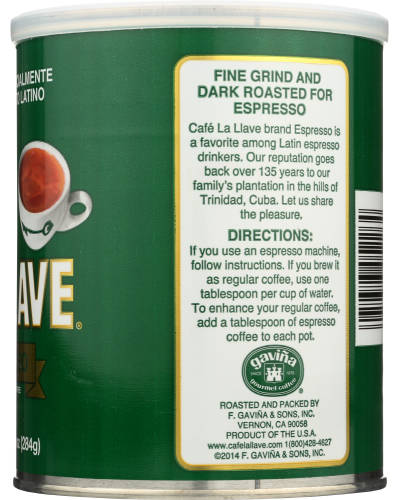 FINE GRIND AND
DARK ROASTED FOR
ESPRESSO
Café La Llave brand Espresso is
a favorite among Latin espresso
drinkers. Our reputation goes
back over 135 years to our
family's plantation in the hills of
Trinidad, Cuba. Let us share
the pleasure.
DIRECTIONS:
If you use an espresso machine,
follow instructions. If you brew it
as regular coffee, use one
tablespoon per cup of water.
To enhance your regular coffee,
add a tablespoon of espresso
coffee to each pot.
gaviña
SINCE 1870
gourmet coffee
®
ROASTED AND PACKED BY
F. GAVIÑA & SONS, INC.
VERNON, CA 90058
PRODUCT OF THE U.S.A.
www.cafelallave.com 1(800)428-4627
©2014 F. GAVIÑA & SONS, INC.
LATINO
AVE®
(284g)